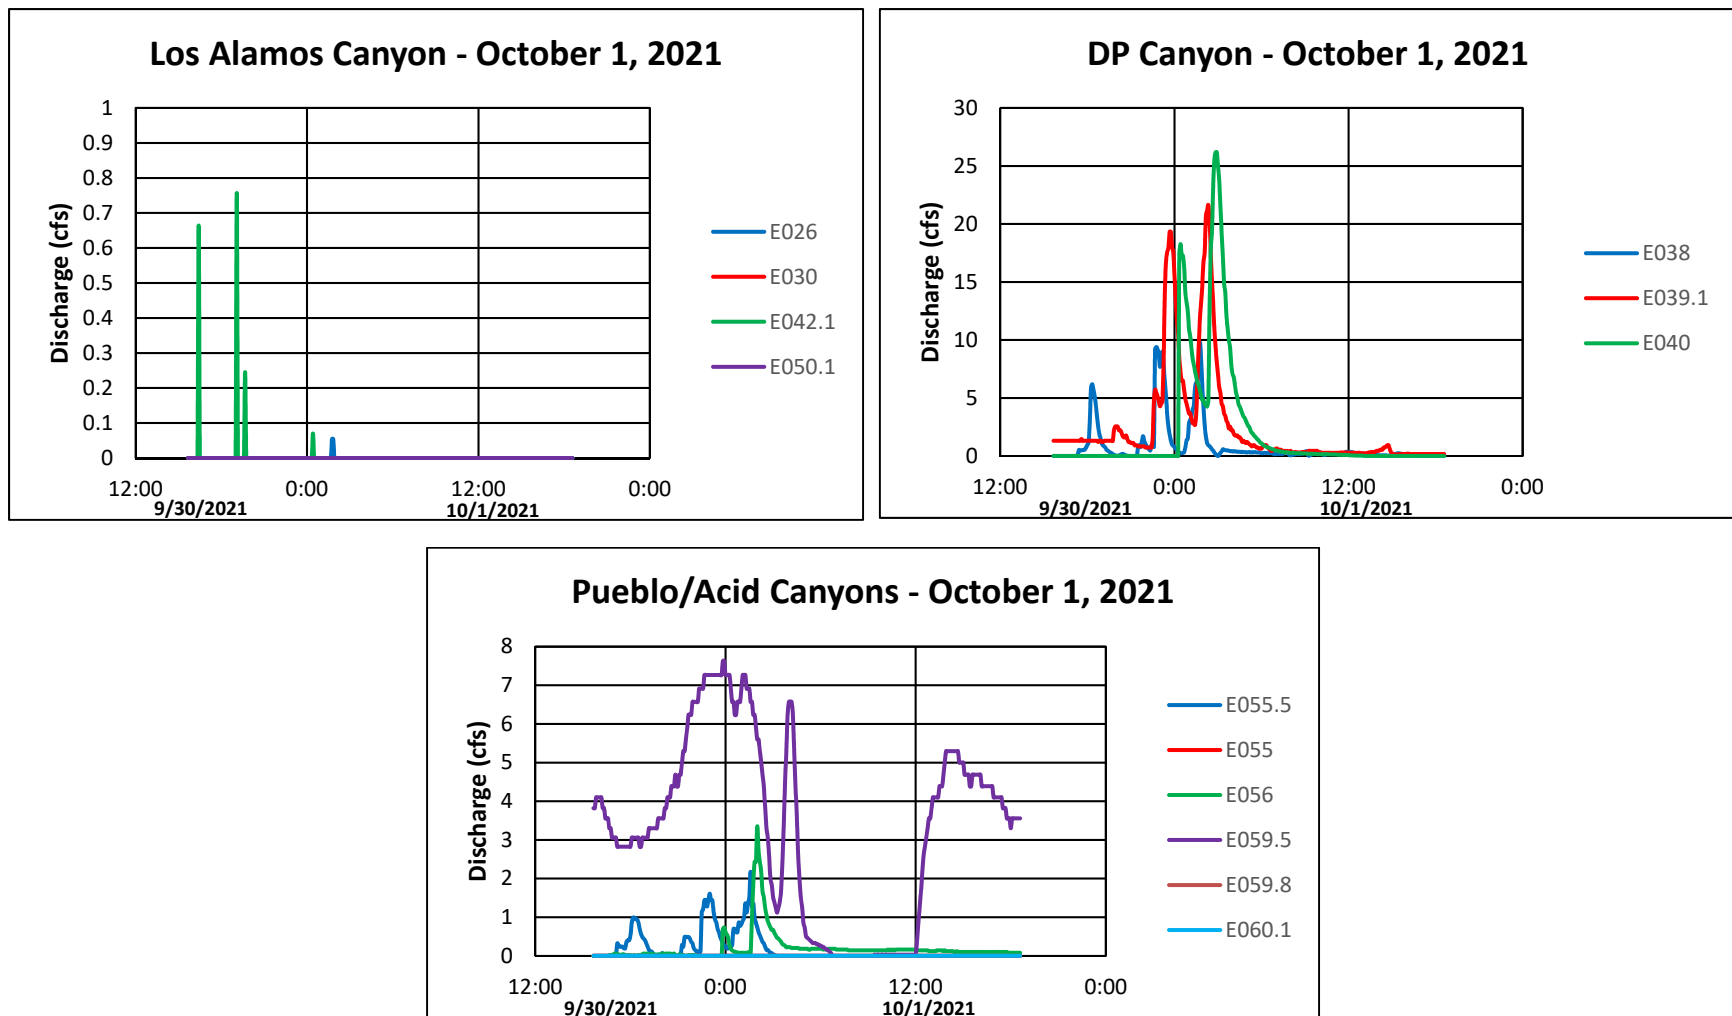 Los Alamos Canyon - October 1, 2021
1
0.9
0.8
0.7
0.6
0.5
0.4
0.3
0.2
0.1
0
Discharge (cfs)
12:00 0:00 12:00 0:00
9/30/2021 10/1/2021
E026
E030
E042.1
E050.1
DP Canyon - October 1, 2021
30
25
20
15
10
5
0
Discharge (cfs)
12:00 0:00 12:00 0:00
9/30/2021 10/1/2021
E038
E039.1
E040
Pueblo/Acid Canyons - October 1, 2021
8
7
6
5
4
3
2
1
0
Discharge (cfs)
12:00 0:00 12:00 0:00
9/30/2021 10/1/2021
E055.5
E055
E056
E059.5
E059.8
E060.1